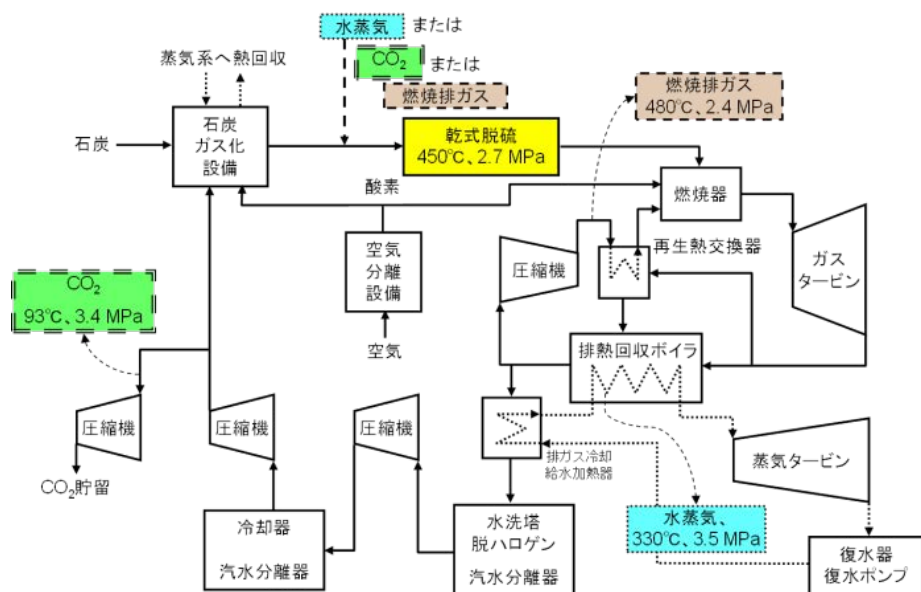 水蒸気
または
CO₂
または
燃焼排ガス
蒸気系へ熱回収
石炭
石炭
ガス化
設備
乾式脱硫
450℃、2.7 MPa
燃焼排ガス
480℃、2.4 MPa
酸素
燃焼器
再生熱交換器
圧縮機
ガス
タービン
空気
分離
設備
空気
CO₂
93℃、3.4 MPa
排熱回収ボイラ
圧縮機
圧縮機
圧縮機
排ガス冷却
給水加熱器
蒸気タービン
CO₂貯留
冷却器
汽水分離器
水洗塔
脱ハロゲン
汽水分離器
水蒸気、
330℃、3.5 MPa
復水器
復水ポンプ